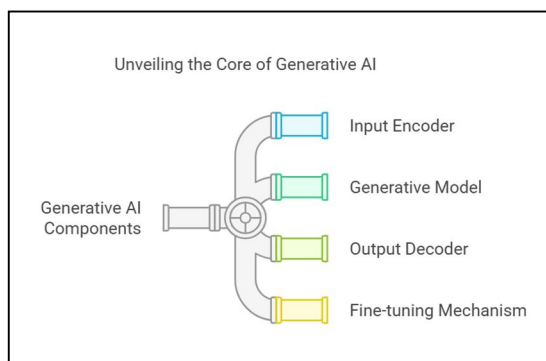 Unveiling the Core of Generative AI
Input Encoder
Generative Model
Generative AI
Components
Output Decoder
Fine-tuning Mechanism